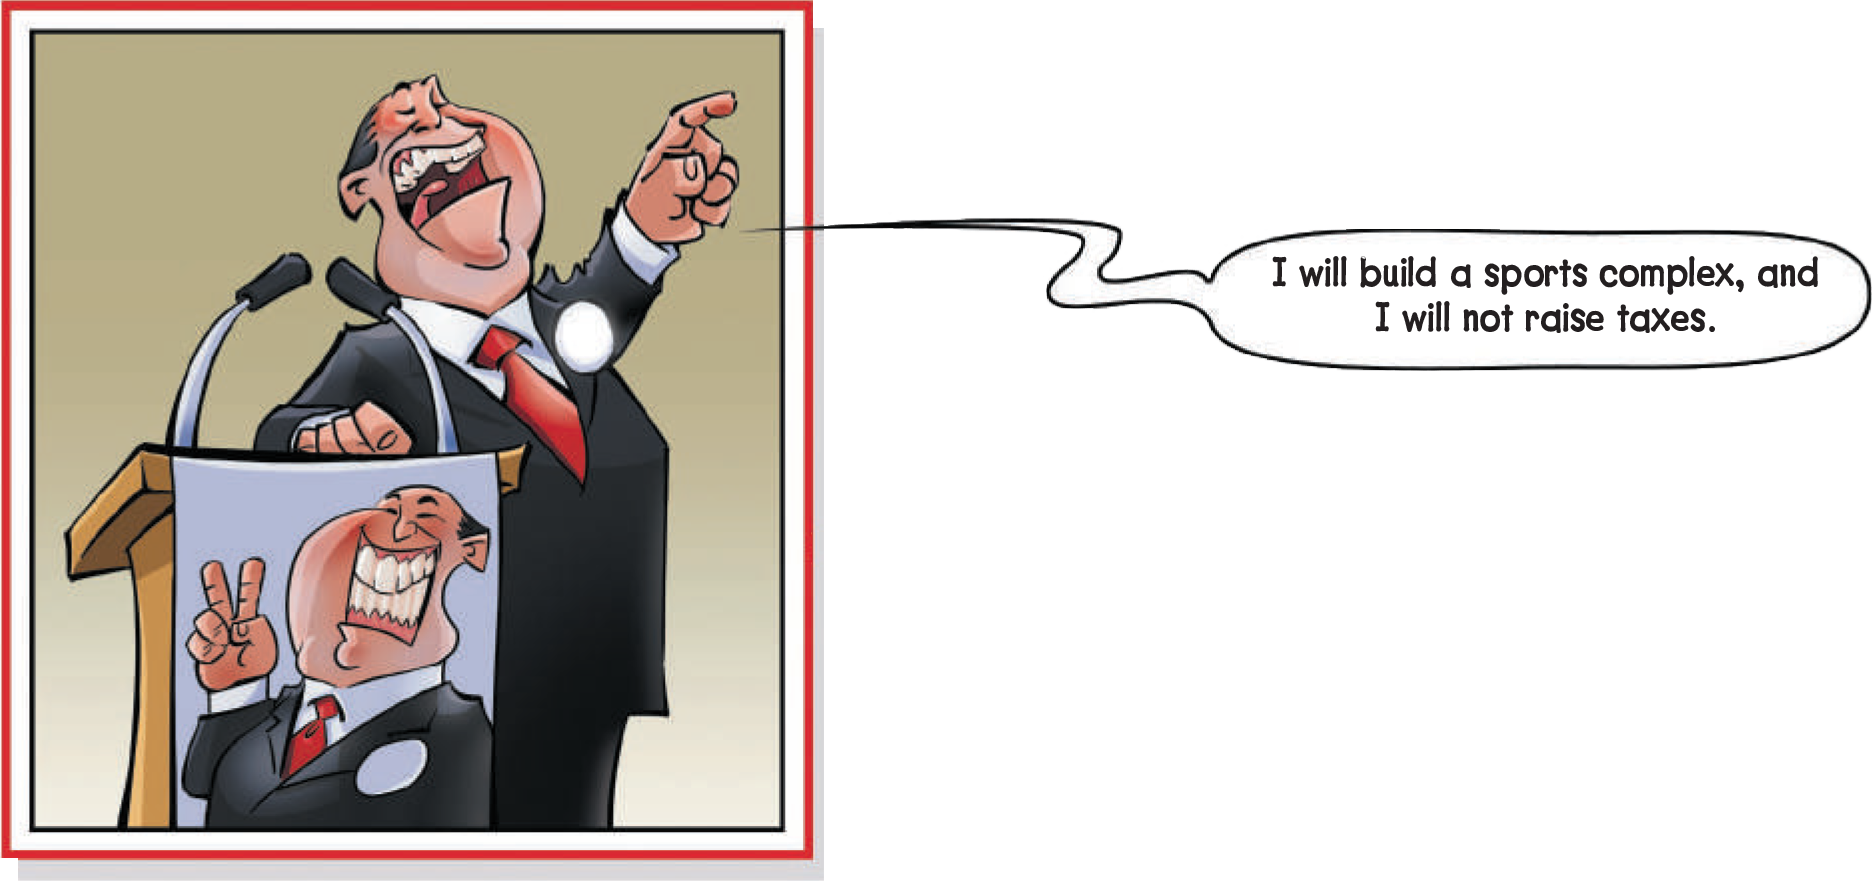 I will build a sports complex, and
I will not raise taxes.